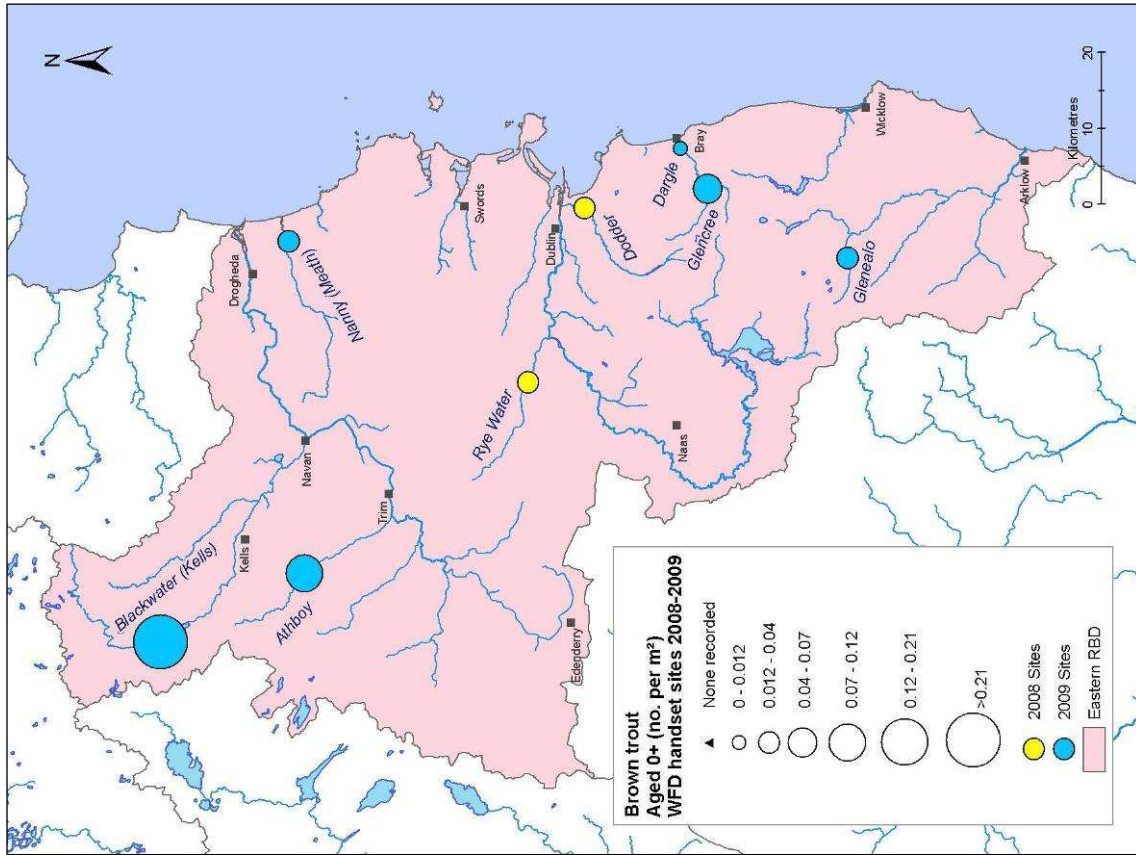 N
Blackwater (Kells)
Kells
Athboy
Navan
Trim
Edenderry
Drogheda
Nanny (Meath)
Rye Water
Swords
Dublin
Dodder
Naas
Dargle
Bray
Glencree
Glenealo
Wicklow
Arklow
0 10 20
Kilometres
Brown trout
Aged 0+ (no. per m²)
WFD handset sites 2008-2009
None recorded
0 - 0.012
0.012 - 0.04
0.04 - 0.07
0.07 - 0.12
0.12 - 0.21
>0.21
2008 Sites
2009 Sites
Eastern RBD